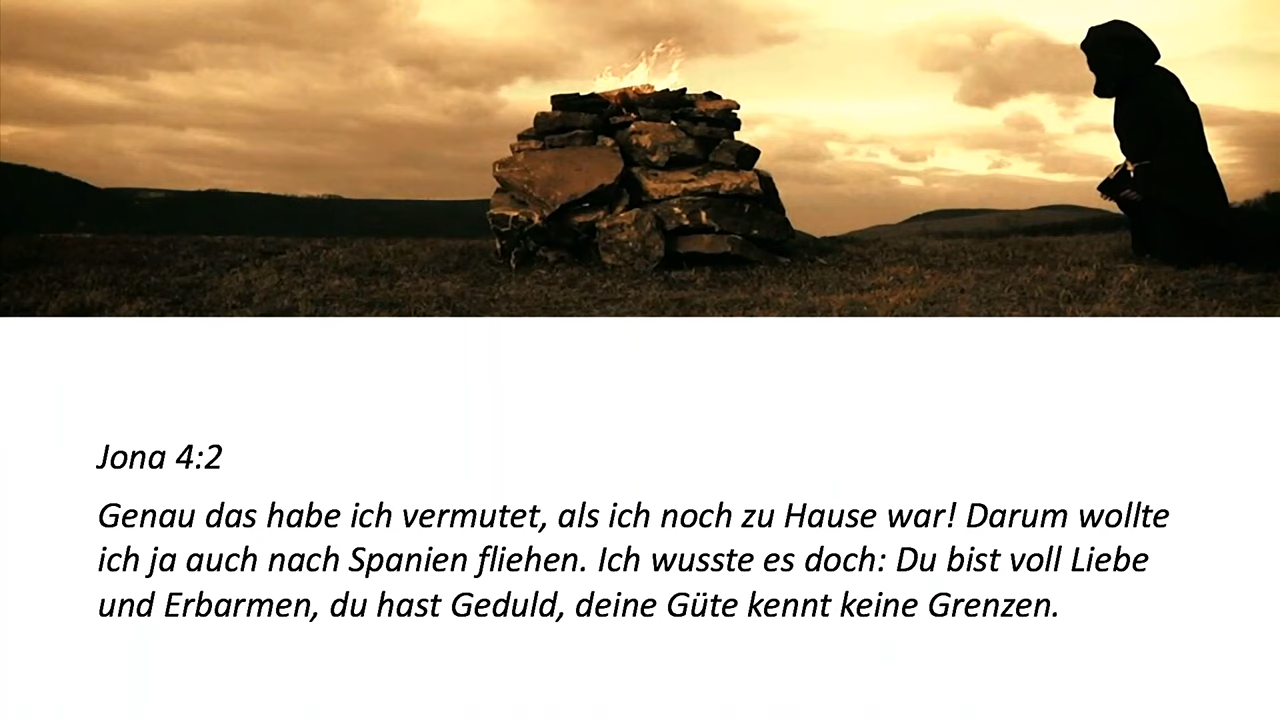 Jona 4:2
Genau das habe ich vermutet, als ich noch zu Hause war! Darum wollte
ich ja auch nach Spanien fliehen. Ich wusste es doch: Du bist voll Liebe
und Erbarmen, du hast Geduld, deine Güte kennt keine Grenzen.